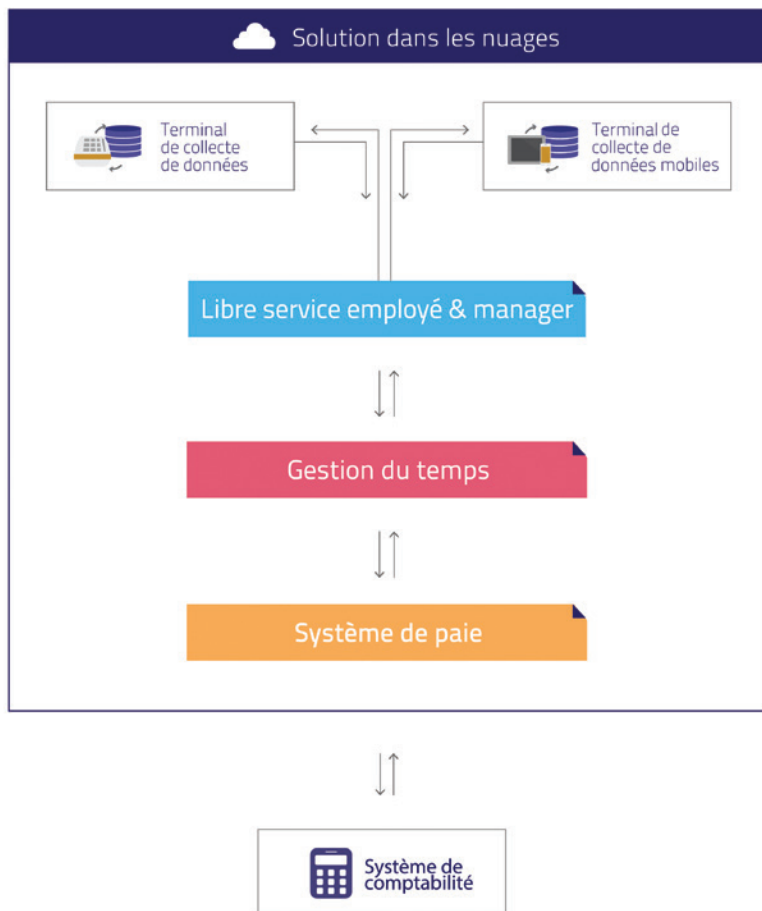 Solution dans les nuages
Terminal
de collecte
de données
Terminal de
collecte de
données mobiles
Libre service employé & manager
Gestion du temps
Système de paie
Système de
comptabilité